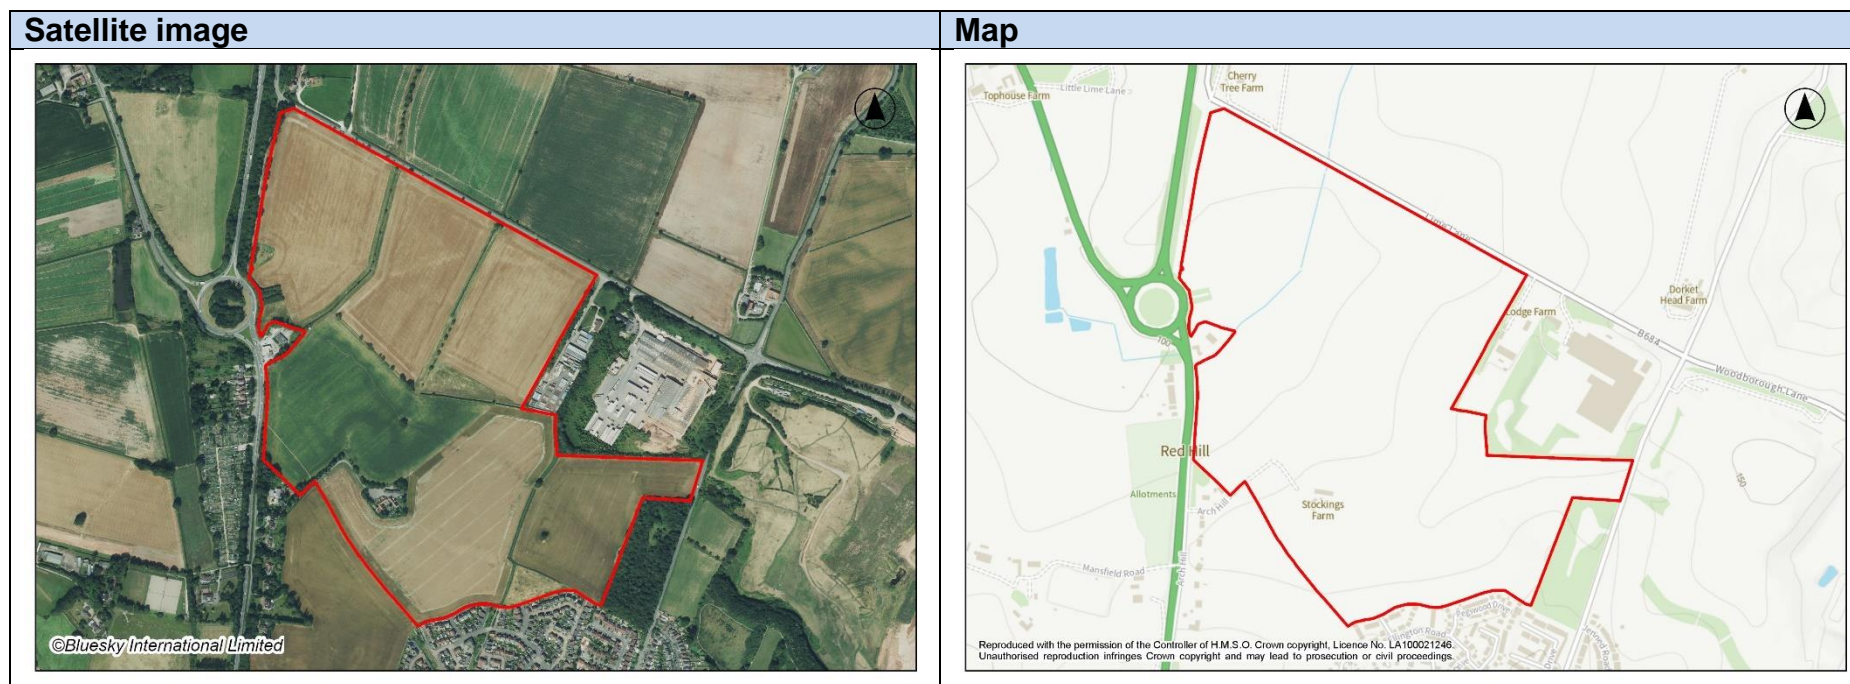 Satellite image
Map
©Bluesky International Limited
Tophouse Farm
Little Lime Lane
Cherry
Tree Farm
Lime Lane
Lodge Farm
Dorket
Head Farm
B684
Woodborough Lane
100
Red Hill
Allotments
Arch Hill
Stockings
Farm
150
Mansfield Road
Arch Hill
Ellington Road
Drive
Reproduced with the permission of the Controller of H.M.S.O. Crown copyright, Licence No. LA100021246.
Unauthorised reproduction infringes Crown copyright and may lead to prosecution or civil proceedings.